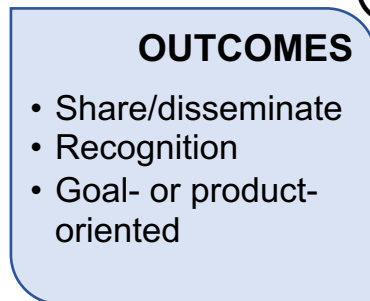 OUTCOMES
• Share/disseminate
• Recognition
• Goal- or product-
oriented